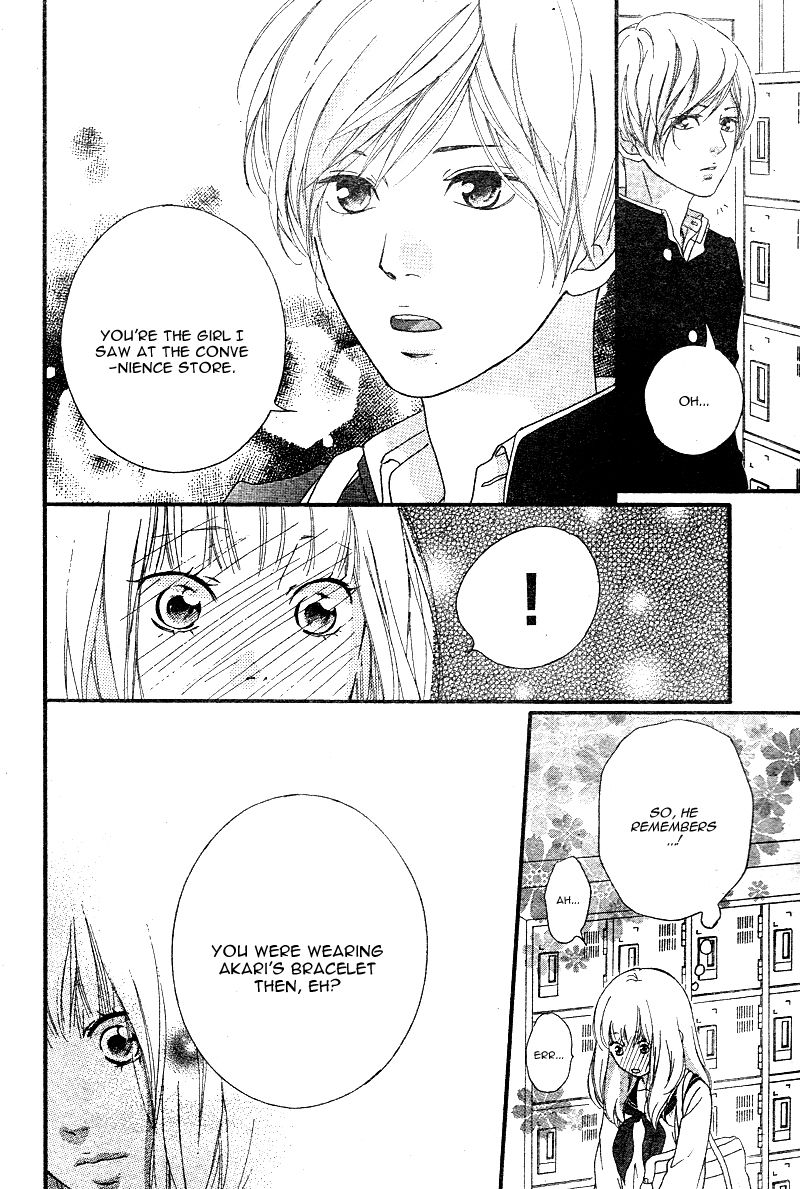 OH...
YOU'RE THE GIRL I
SAW AT THE CONVE
-NIENCE STORE.
!
SO, HE
REMEMBERS
...!
AH...
ERR...
YOU WERE WEARING
AKARI'S BRACELET
THEN, EH?